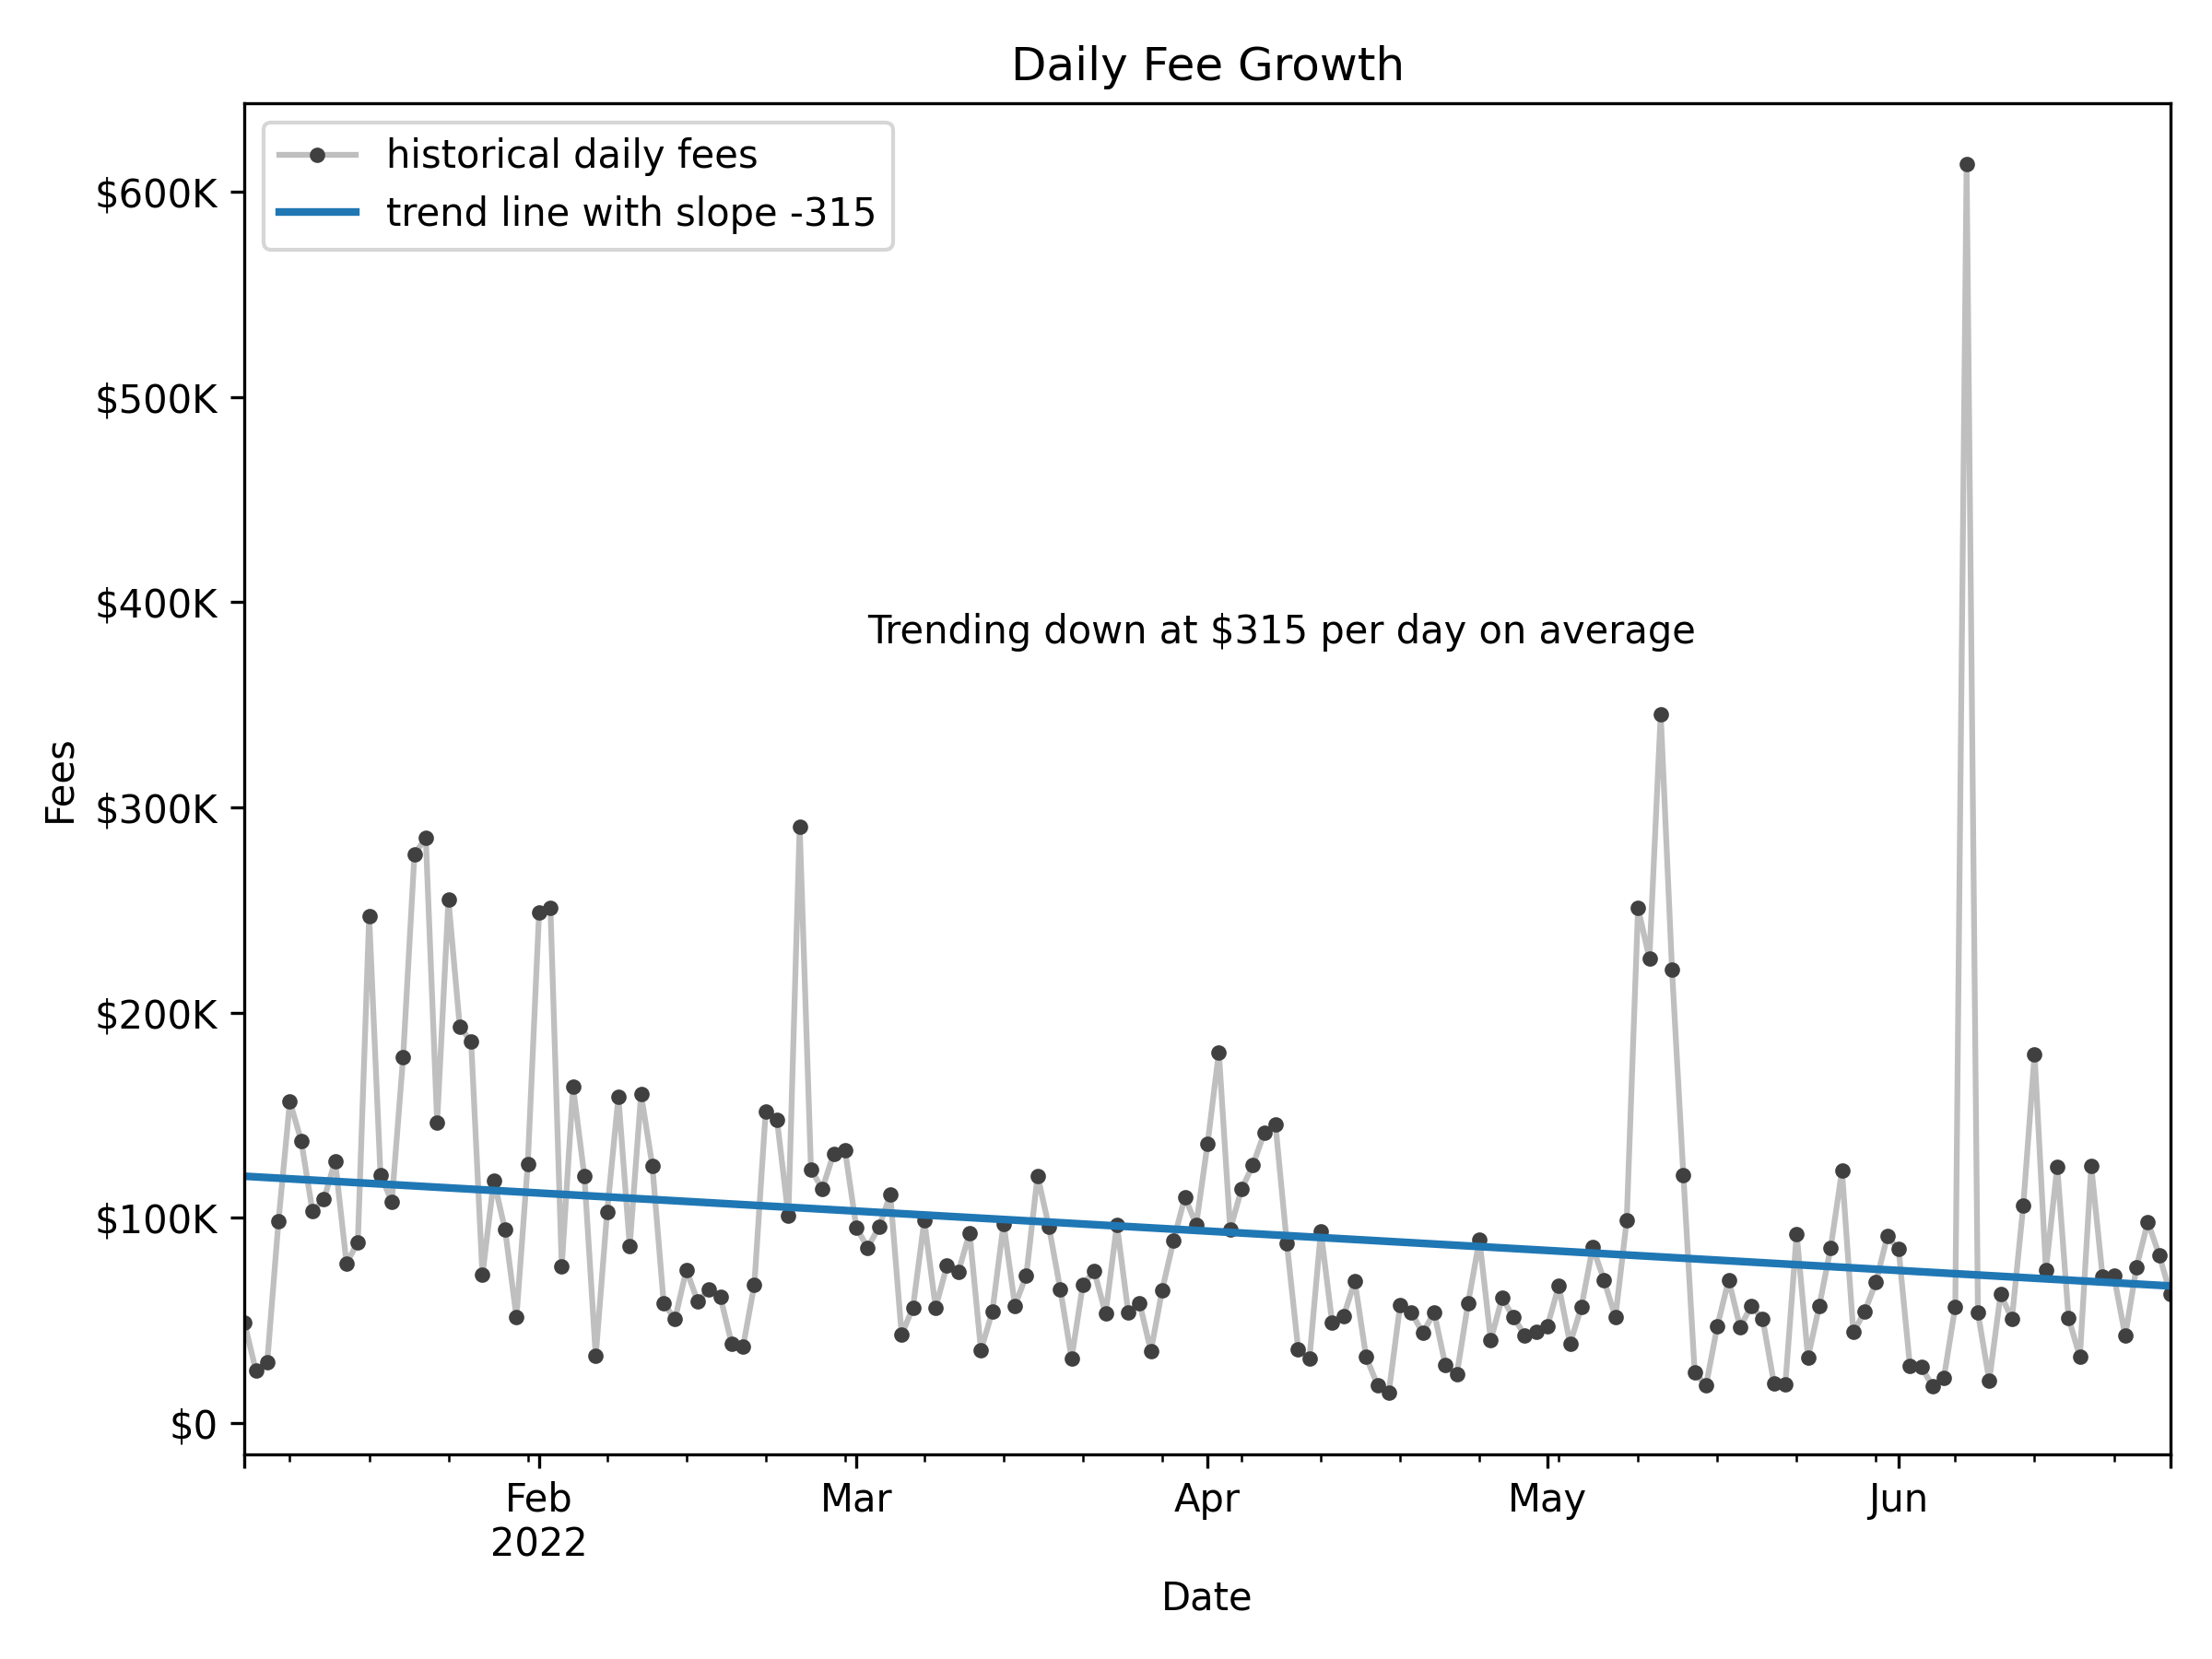 Daily Fee Growth
historical daily fees
trend line with slope -315
$600K
$500K
$400K
Trending down at $315 per day on average
Fees
$300K
$200K
$100K
$0
Feb
2022
Mar
Apr
May
Jun
Date